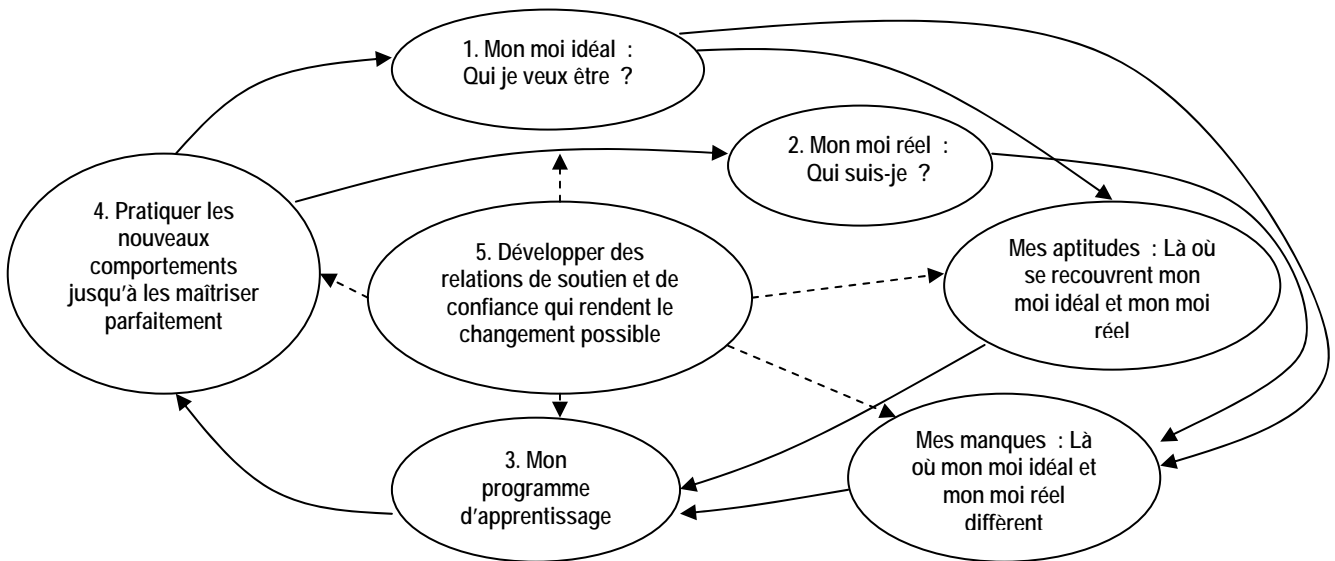 1. Mon moi idéal :
Qui je veux être ?
2. Mon moi réel :
Qui suis-je ?
4. Pratiquer les
nouveaux
comportements
jusqu'à les maîtriser
parfaitement
5. Développer des
relations de soutien et de
confiance qui rendent le
changement possible
Mes aptitudes : Là où
se recouvrent mon
moi idéal et mon moi
réel
3. Mon
programme
d'apprentissage
Mes manques : Là
où mon moi idéal et
mon moi réel
diffèrent